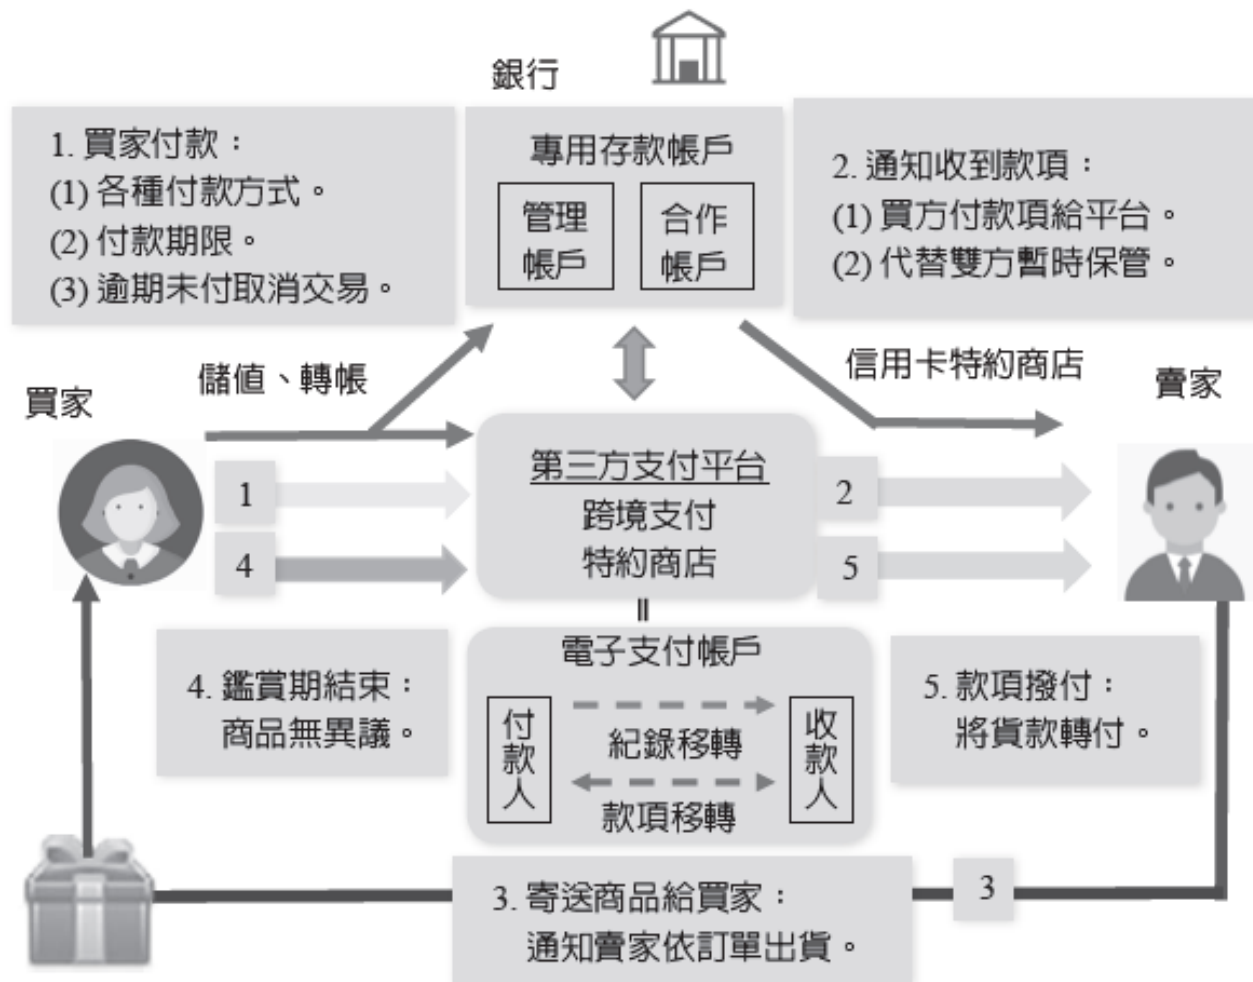 銀行
1. 買家付款：
(1) 各種付款方式。
(2) 付款期限。
(3) 逾期未付取消交易。
專用存款帳戶
管理
帳戶
合作
帳戶
2. 通知收到款項：
(1) 買方付款項給平台。
(2) 代替雙方暫時保管。
儲值、轉帳
信用卡特約商店
買家
賣家
1
4
第三方支付平台
跨境支付
特約商店
2
5
=
4. 鑑賞期結束：
商品無異議。
電子支付帳戶
付款人
紀錄移轉
款項移轉
收款人
5. 款項撥付：
將貨款轉付。
3. 寄送商品給買家：
通知賣家依訂單出貨。
3